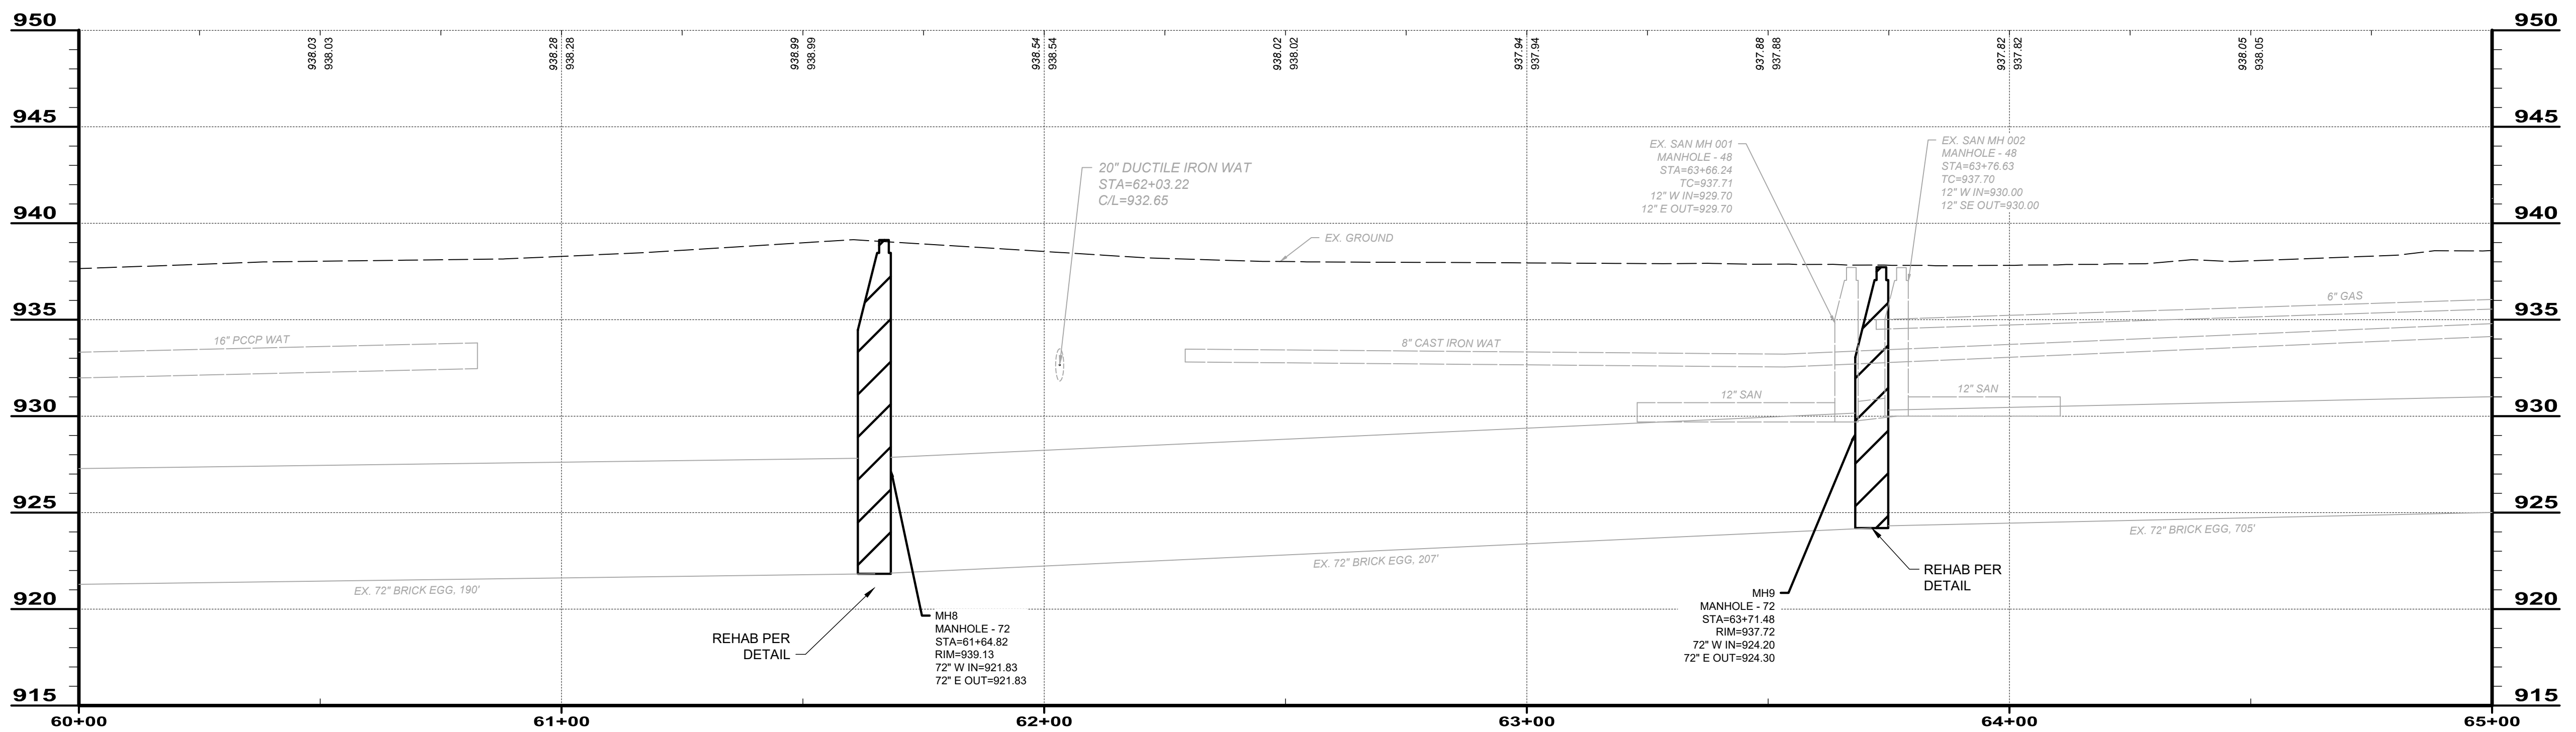 950
950
938.03
938.03
938.28
938.28
938.99
938.99
938.54
938.54
938.02
938.02
937.94
937.94
937.88
937.88
937.82
937.82
938.05
938.05
945
945
EX. SAN MH 001
MANHOLE - 48
STA=63+66.24
TC=937.71
12" W IN=929.70
12" E OUT=929.70
EX. SAN MH 002
MANHOLE - 48
STA=63+76.63
TC=937.70
12" W IN=930.00
12" SE OUT=930.00
20" DUCTILE IRON WAT
STA=62+03.22
C/L=932.65
940
940
EX. GROUND
6" GAS
935
935
16" PCCP WAT
8" CAST IRON WAT
12" SAN
12" SAN
930
930
925
925
EX. 72" BRICK EGG, 190'
EX. 72" BRICK EGG, 207'
EX. 72" BRICK EGG, 705'
REHAB PER
DETAIL
920
920
MH8
MANHOLE - 72
STA=61+64.82
RIM=939.13
72" W IN=921.83
72" E OUT=921.83
REHAB PER
DETAIL
MH9
MANHOLE - 72
STA=63+71.48
RIM=937.72
72" W IN=924.20
72" E OUT=924.30
915
915
60+00
61+00
62+00
63+00
64+00
65+00